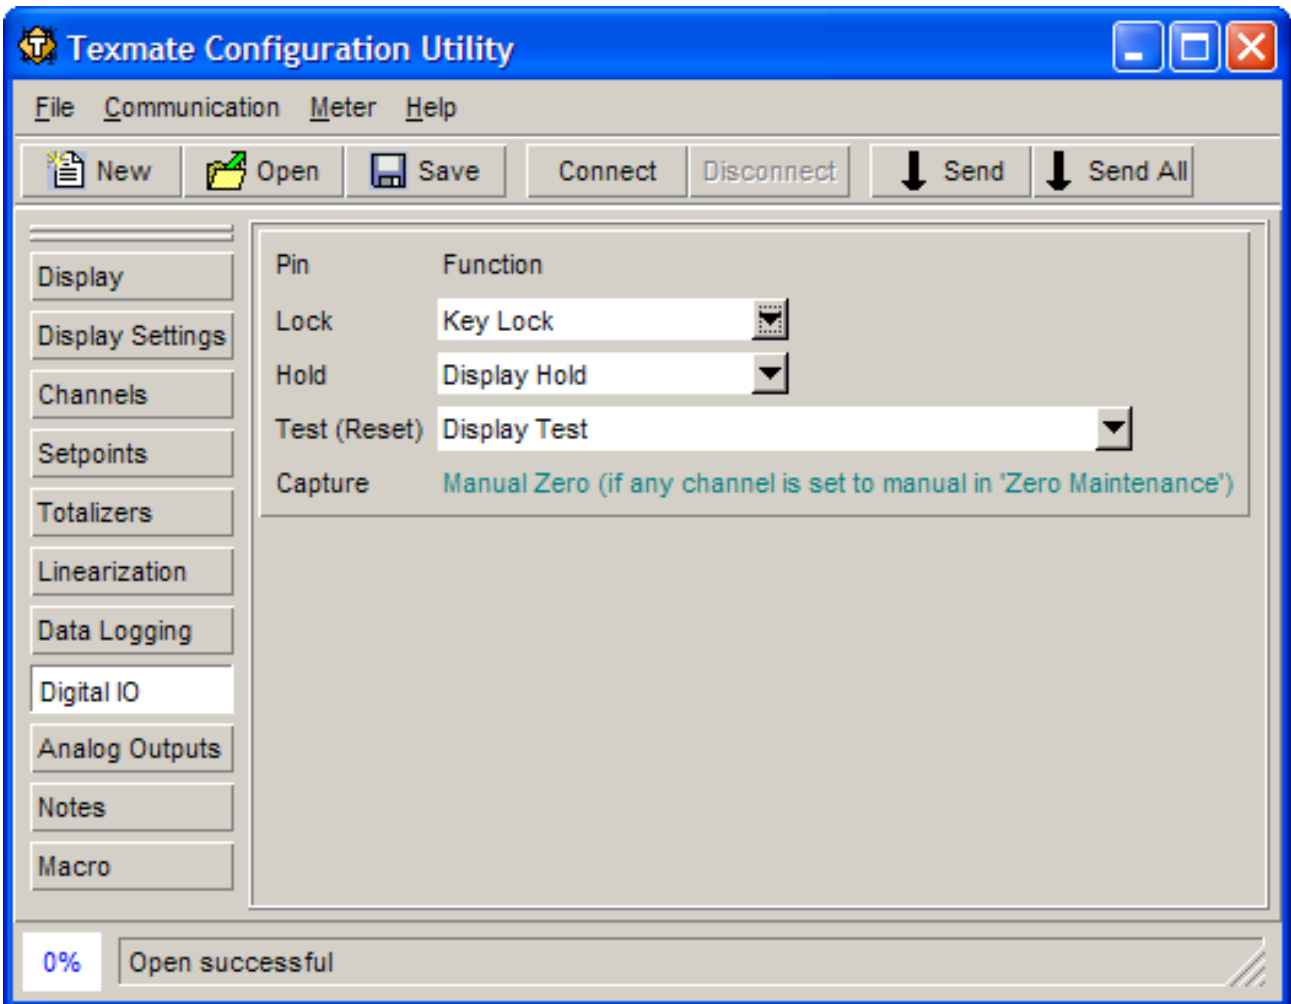 Texmate Configuration Utility
File Communication Meter Help
New Open Save Connect Disconnect Send Send All
Display
Display Settings
Channels
Setpoints
Totalizers
Linearization
Data Logging
Digital IO
Analog Outputs
Notes
Macro
Pin Function
Lock Key Lock
Hold Display Hold
Test (Reset) Display Test
Capture Manual Zero (if any channel is set to manual in 'Zero Maintenance')
0% Open successful